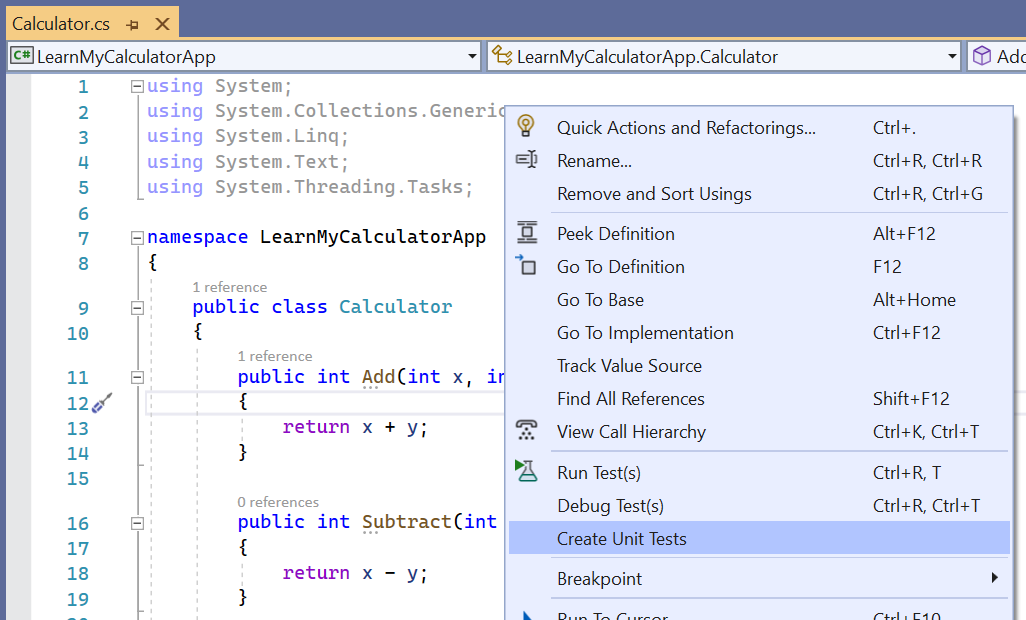 Calculator.cs
C# LearnMyCalculatorApp
LearnMyCalculatorApp.Calculator
Add
1 using System;
2 using System.Collections.Generic
3 using System.Linq;
4 using System.Text;
5 using System.Threading.Tasks;
6
7 namespace LearnMyCalculatorApp
8 {
1 reference
9 public class Calculator
10 {
1 reference
11 public int Add(int x, in
12 {
13 return x + y;
14 }
15
0 references
16 public int Subtract(int
17 {
18 return x - y;
19 }
Quick Actions and Refactorings... Ctrl+.
Rename... Ctrl+R, Ctrl+R
Remove and Sort Usings Ctrl+R, Ctrl+G
Peek Definition Alt+F12
Go To Definition F12
Go To Base Alt+Home
Go To Implementation Ctrl+F12
Track Value Source
Find All References Shift+F12
View Call Hierarchy Ctrl+K, Ctrl+T
Run Test(s) Ctrl+R, T
Debug Test(s) Ctrl+R, Ctrl+T
Create Unit Tests
Breakpoint
Run To Cursor Ctrl+F10